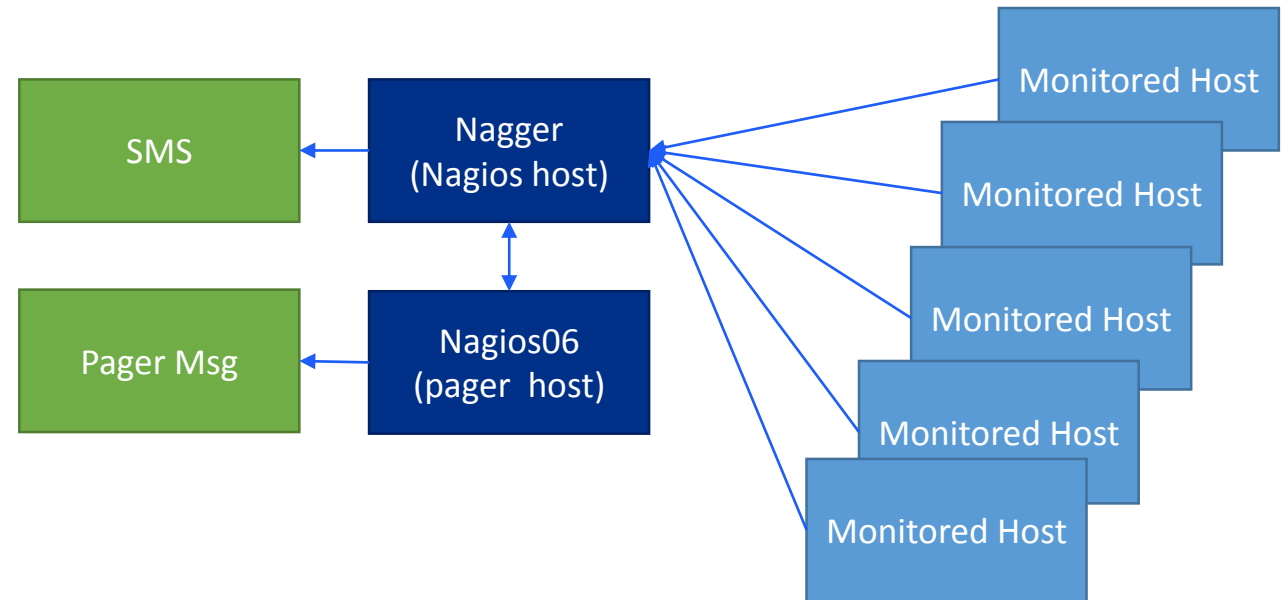 SMS
Nagger
(Nagios host)
Monitored Host
Monitored Host
Monitored Host
Monitored Host
Monitored Host
Pager Msg
Nagios06
(pager  host)